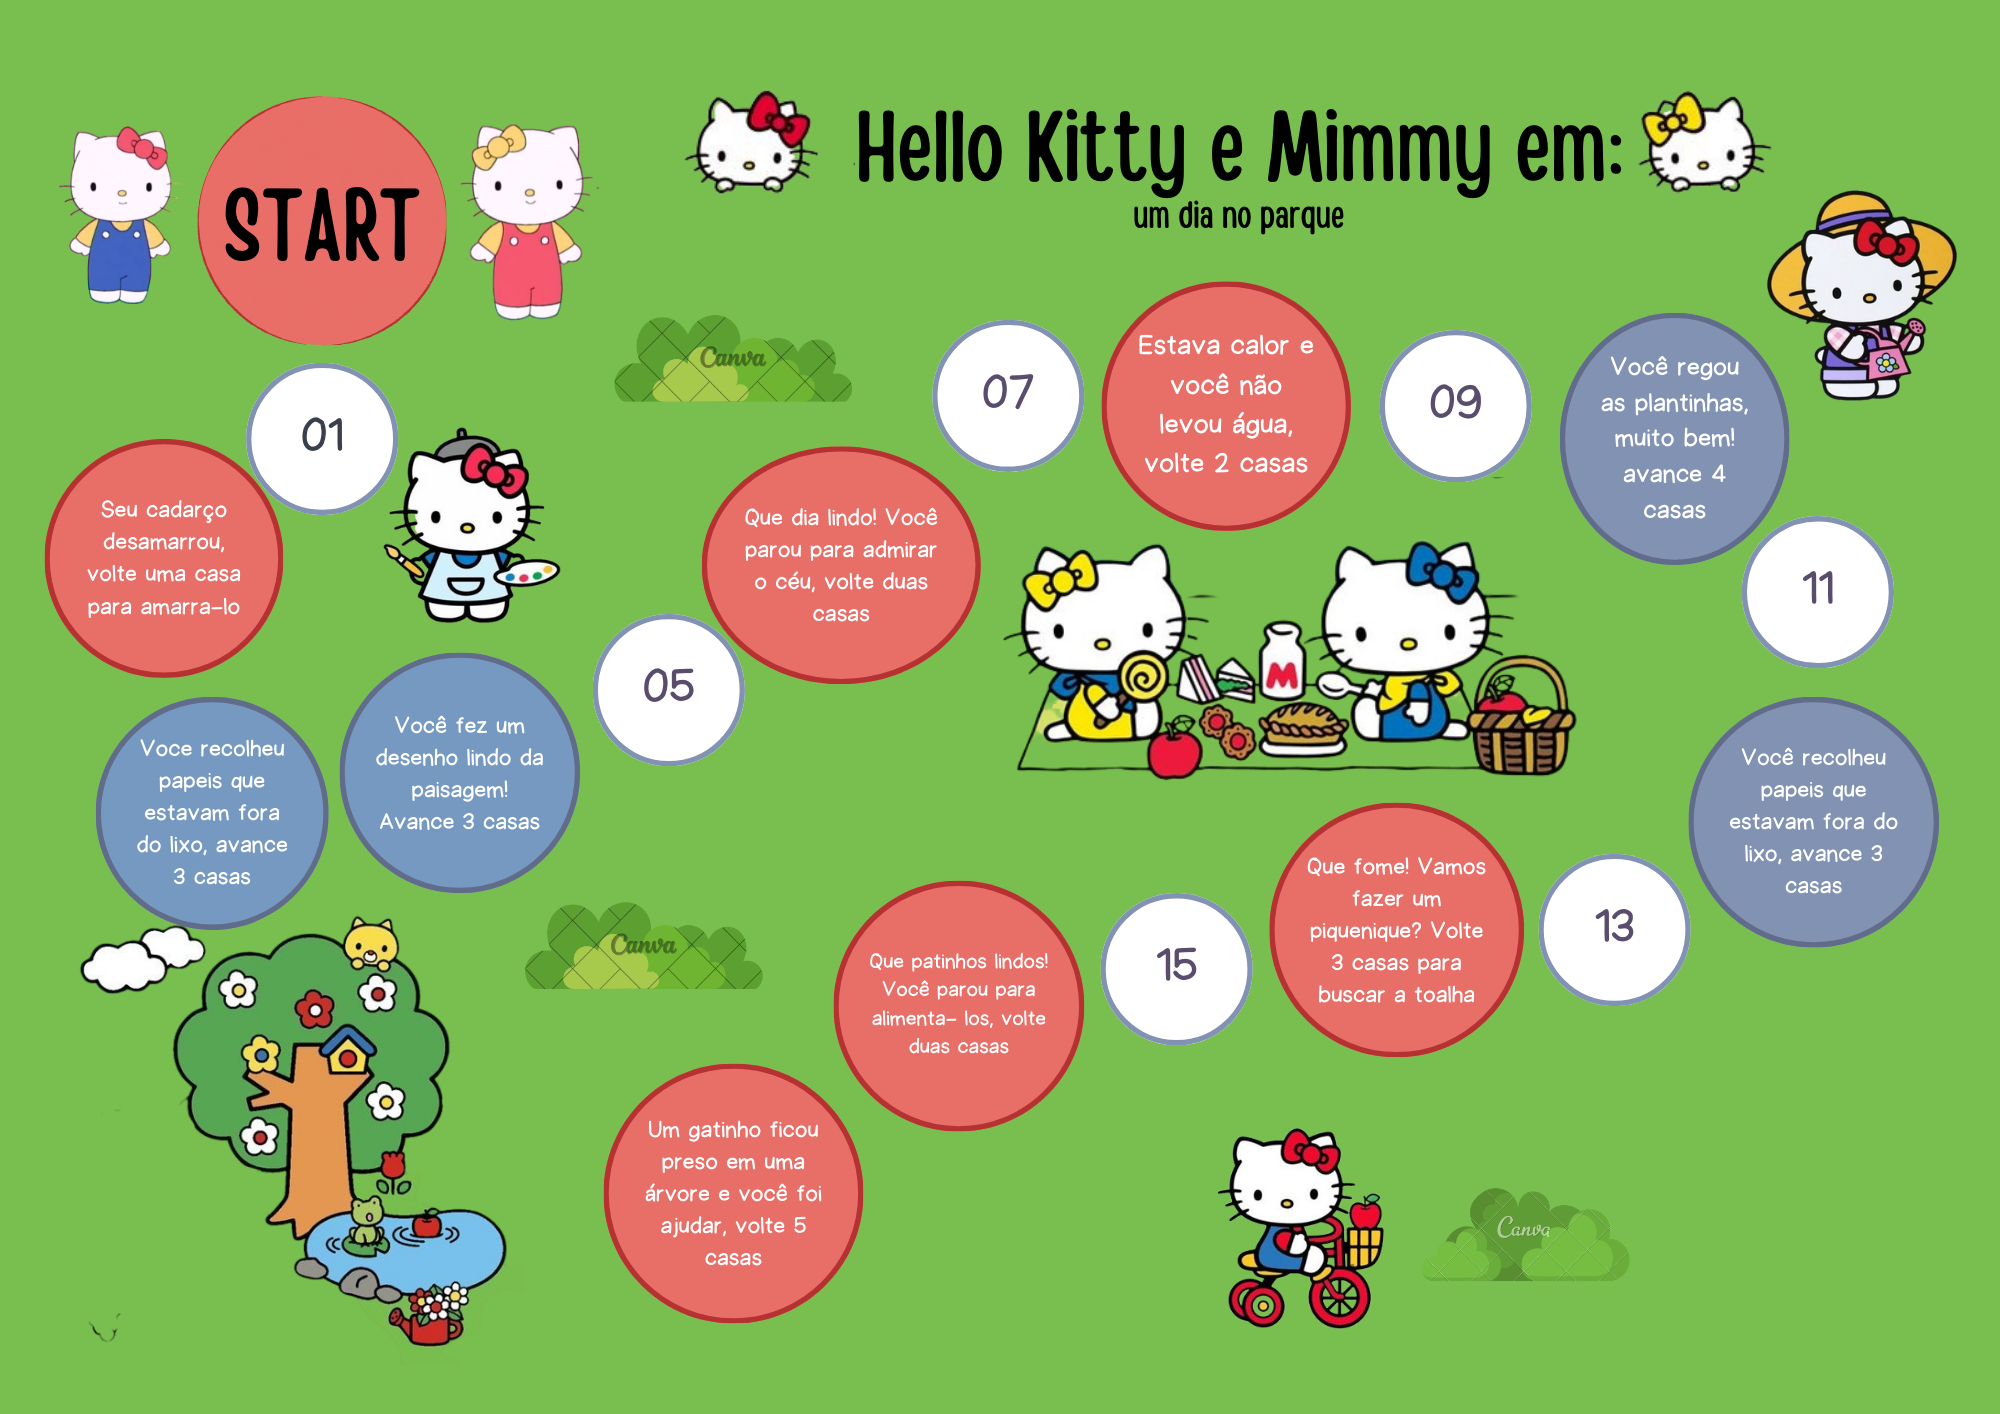 START
Hello Kitty e Mimmy em:
um dia no parque
01
Seu cadarço
desamarrou,
volte uma casa
para amarra-lo
Voce recolheu
papeis que
estavam fora
do lixo, avance
3 casas
Você fez um
desenho lindo da
paisagem!
Avance 3 casas
05
Que dia lindo! Você
parou para admirar
o céu, volte duas
casas
07
Estava calor e
você não
levou água,
volte 2 casas
09
Você regou
as plantinhas,
muito bem!
avance 4
casas
11
Você recolheu
papeis que
estavam fora do
lixo, avance 3
casas
13
Que fome! Vamos
fazer um
piquenique? Volte
3 casas para
buscar a toalha
15
Que patinhos lindos!
Você parou para
alimenta- los, volte
duas casas
Um gatinho ficou
preso em uma
árvore e você foi
ajudar, volte 5
casas
M
Canva
Canva
Canva